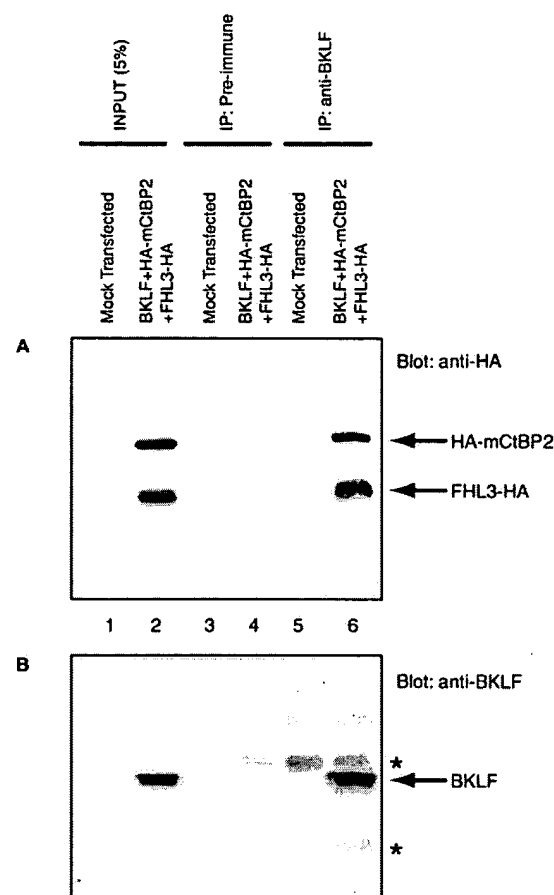 INPUT (5%)
IP: Pre-immune
IP: anti-BKLF
Mock Transfected
BKLF+HA-mCtBP2
+FHL3-HA
Mock Transfected
BKLF+HA-mCtBP2
+FHL3-HA
Mock Transfected
BKLF+HA-mCtBP2
+FHL3-HA
A
Blot: anti-HA
HA-mCtBP2
FHL3-HA
1 2 3 4 5 6
B
Blot: anti-BKLF
*
BKLF
*